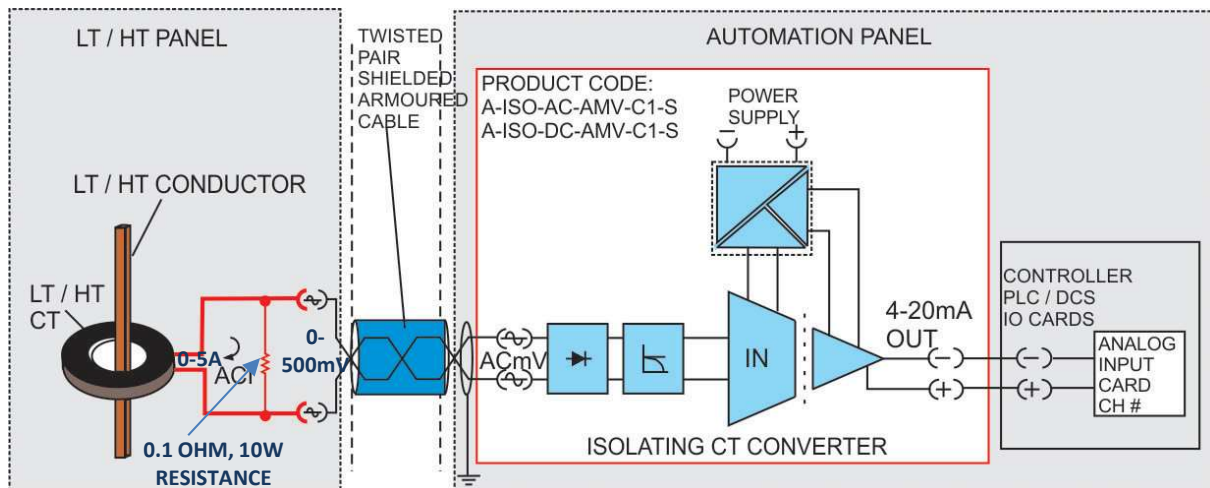 LT / HT PANEL
TWISTED
PAIR
SHIELDED
ARMOURED
CABLE
AUTOMATION PANEL
PRODUCT CODE:
A-ISO-AC-AMV-C1-S
A-ISO-DC-AMV-C1-S
POWER
SUPPLY
LT / HT CONDUCTOR
LT / HT
CT
0-5A
ACI
0-
500mV
0.1 OHM, 10W
RESISTANCE
ACmV
IN
4-20mA
OUT
ISOLATING CT CONVERTER
CONTROLLER
PLC / DCS
IO CARDS
ANALOG
INPUT
CARD
CH #